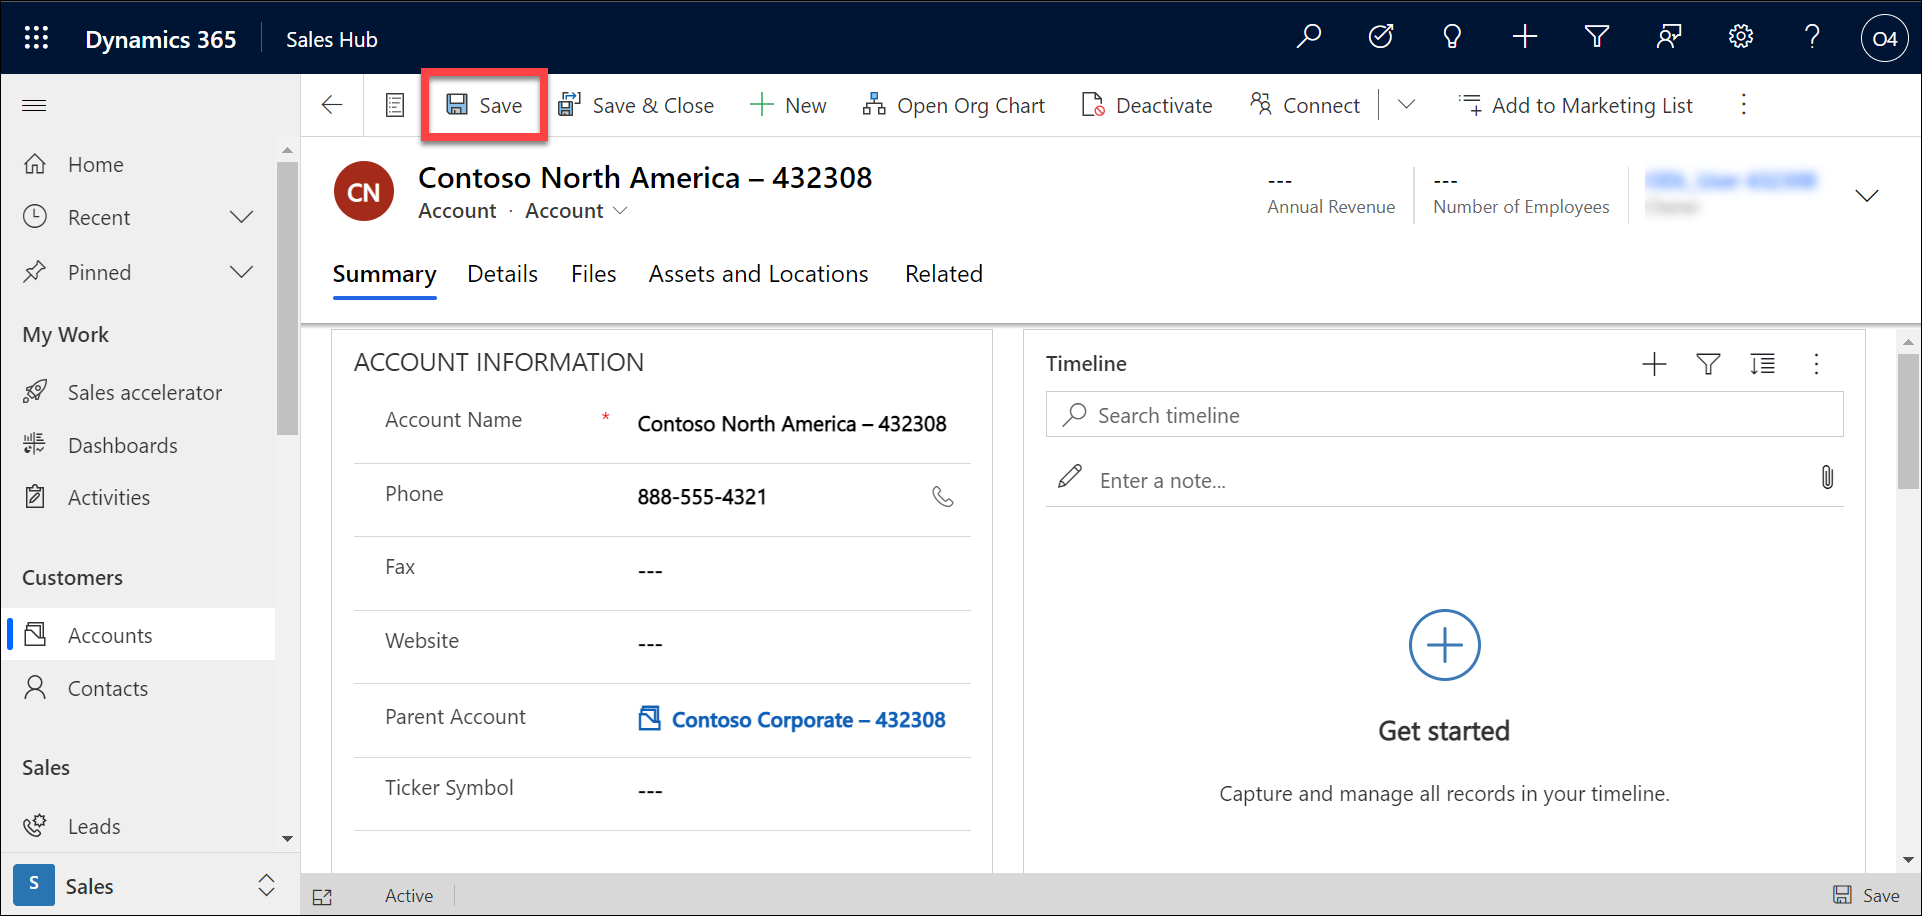 Dynamics 365 Sales Hub O4
Save Save & Close New Open Org Chart Deactivate Connect Add to Marketing List
Home
Recent
Pinned
My Work
Sales accelerator
Dashboards
Activities
Customers
Accounts
Contacts
Sales
Leads
S Sales
CN
Contoso North America – 432308
Account · Account
---
Annual Revenue
---
Number of Employees
Summary Details Files Assets and Locations Related
ACCOUNT INFORMATION
Account Name * Contoso North America – 432308
Phone 888-555-4321
Fax ---
Website ---
Parent Account Contoso Corporate – 432308
Ticker Symbol ---
Timeline
Search timeline
Enter a note...
Get started
Capture and manage all records in your timeline.
Active Save